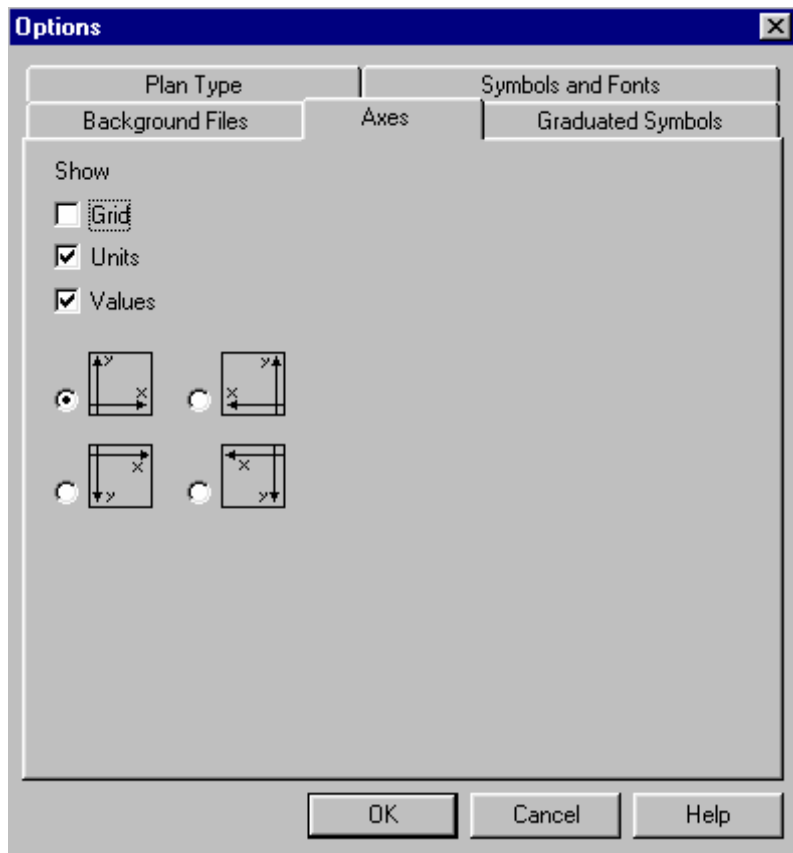 Options
Plan Type Symbols and Fonts
Background Files Axes Graduated Symbols
Show
Grid
Units
Values
y y
x x
x x
y y
OK Cancel Help